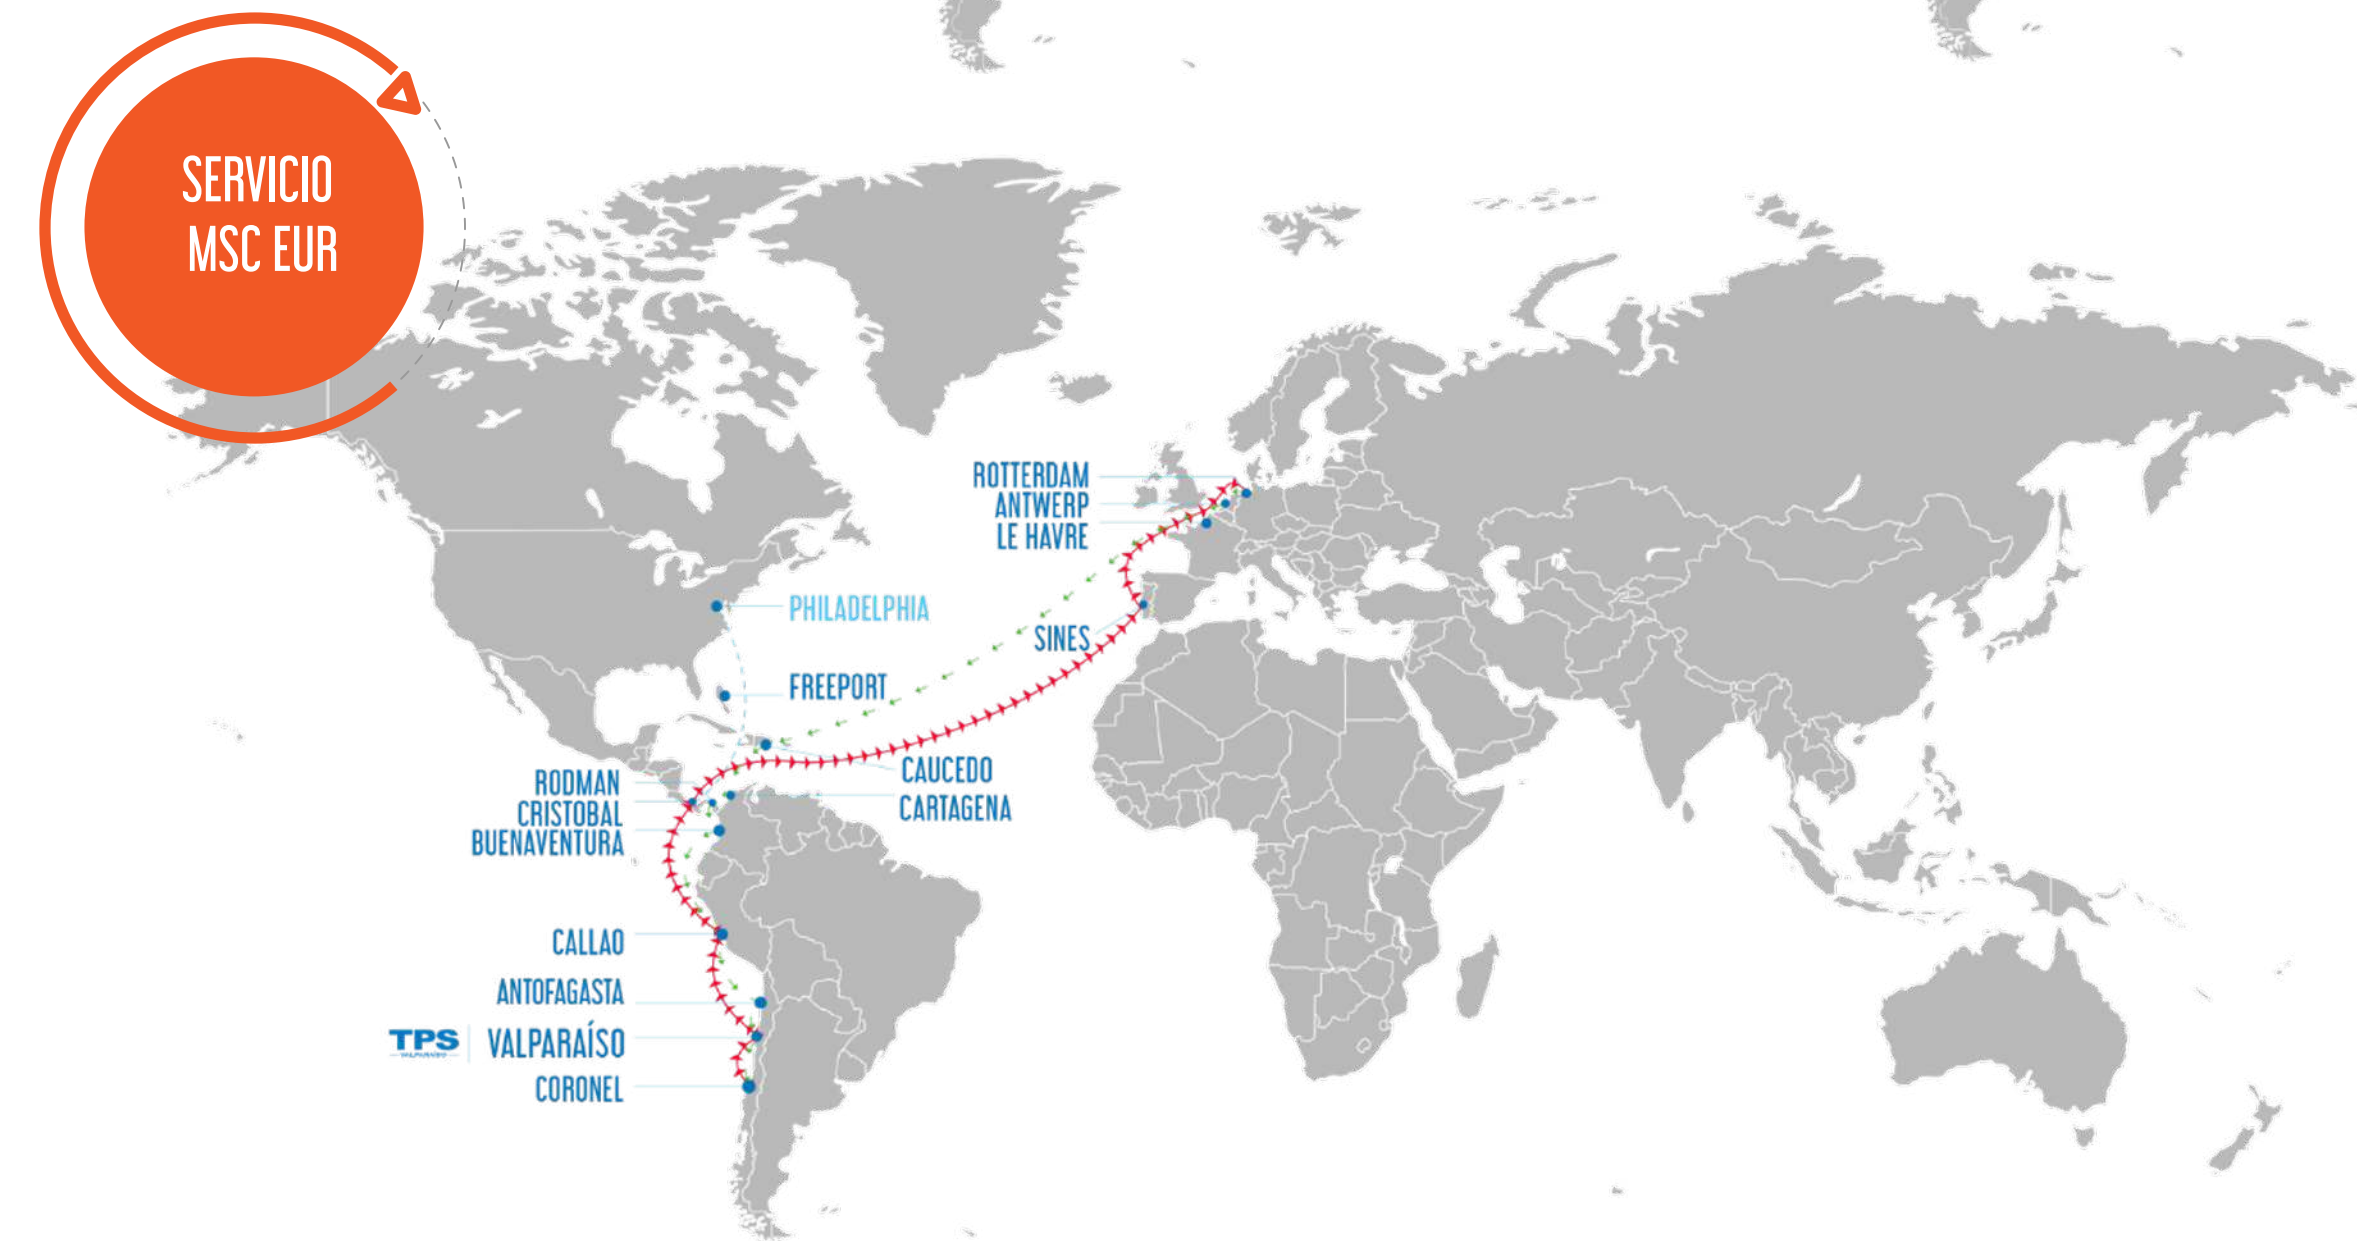 SERVICIO
MSC EUR
ROTTERDAM
ANTWERP
LE HAVRE
PHILADELPHIA
SINES
FREEPORT
RODMAN
CRISTOBAL
BUENAVENTURA
CAUCEDO
CARTAGENA
CALLAO
ANTOFAGASTA
TPS
VALPARAÍSO
VALPARAÍSO
CORONEL